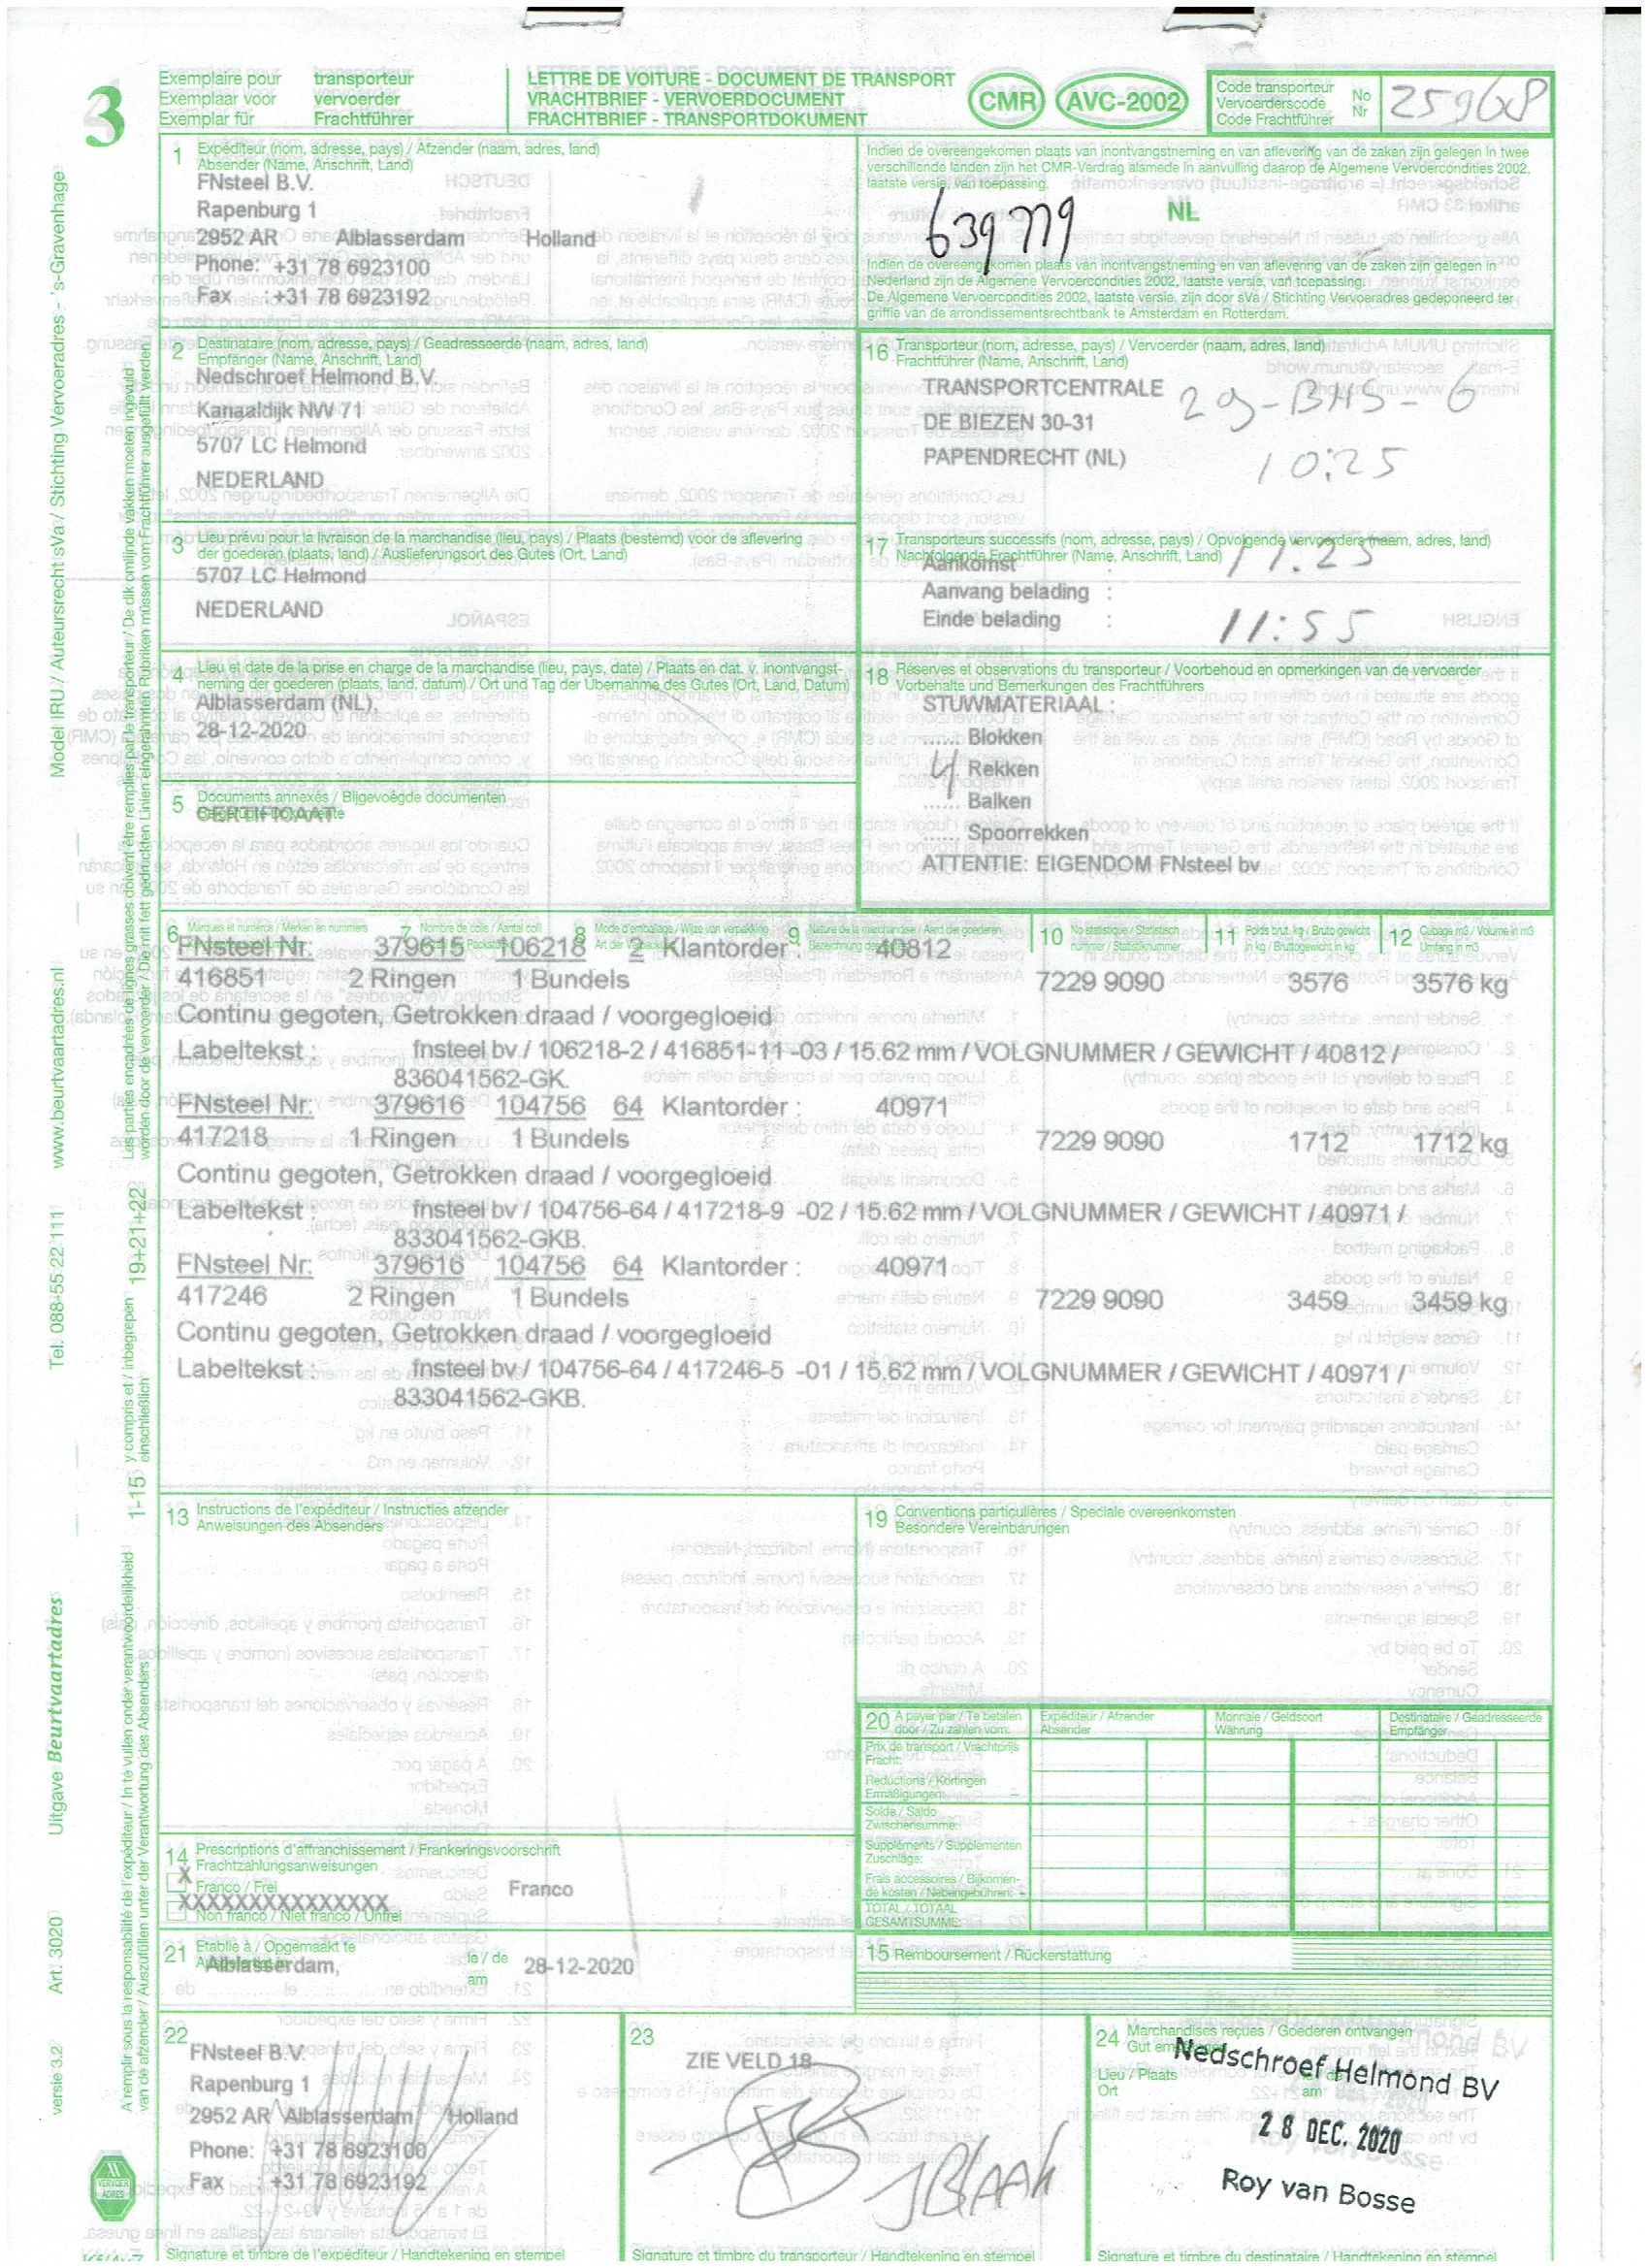 3
Exemplaire pour transporteur
Exemplaar voor vervoerder
Exemplar für Frachtführer
LETTRE DE VOITURE - DOCUMENT DE TRANSPORT
VRACHTBRIEF - VERVOERDOCUMENT
FRACHTBRIEF - TRANSPORTDOKUMENT
CMR AVC-2002
Code transporteur
Vervoerderscode
Code Frachtführer
No
Nr
25968
1 Expéditeur (nom, adresse, pays) / Afzender (naam, adres, land)
Absender (Name, Anschrift, Land)
FNsteel B.V.
Rapenburg 1
2952 AR Alblasserdam Holland
Phone: +31 78 6923100
Fax : +31 78 6923192
Indien de overeengekomen plaats van inontvangstneming en van aflevering van de zaken zijn gelegen in twee
verschillende landen zijn het CMR-Verdrag alsmede in aanvulling daarop de Algemene Vervoercondities 2002,
laatste versie, van toepassing.
NL
Indien de overeengekomen plaats van inontvangstneming en van aflevering van de zaken zijn gelegen in
Nederland zijn de Algemene Vervoercondities 2002, laatste versie, van toepassing.
De Algemene Vervoercondities 2002, laatste versie, zijn door sVa / Stichting Vervoeradres gedeponeerd ter
griffie van de arrondissementsrechtbank te Amsterdam en Rotterdam.
2 Destinataire (nom, adresse, pays) / Geadresseerde (naam, adres, land)
Empfänger (Name, Anschrift, Land)
Nedschroef Helmond B.V.
Kanaaldijk NW 71
5707 LC Helmond
NEDERLAND
16 Transporteur (nom, adresse, pays) / Vervoerder (naam, adres, land)
Frachtführer (Name, Anschrift, Land)
TRANSPORTCENTRALE
DE BIEZEN 30-31
PAPENDRECHT (NL)
29-BHS-6
10:25
3 Lieu prévu pour la livraison de la marchandise (lieu, pays) / Plaats (bestemd) voor de aflevering
der goederen (plaats, land) / Auslieferungsort des Gutes (Ort, Land)
5707 LC Helmond
NEDERLAND
17 Transporteurs successifs (nom, adresse, pays) / Opvolgende vervoerders (naam, adres, land)
Nachfolgende Frachtführer (Name, Anschrift, Land)
Aankomst : 11.25
Aanvang belading :
Einde belading : 11:55
4 Lieu et date de la prise en charge de la marchandise (lieu, pays, date) / Plaats en dat. v. inontvangst-
neming der goederen (plaats, land, datum) / Ort und Tag der Übernahme des Gutes (Ort, Land, Datum)
Alblasserdam (NL),
28-12-2020
18 Réserves et observations du transporteur / Voorbehoud en opmerkingen van de vervoerder
Vorbehalte und Bemerkungen des Frachtführers
STUWMATERIAAL :
...... Blokken
4 Rekken
...... Balken
...... Spoorrekken
ATTENTIE: EIGENDOM FNsteel bv
5 Documents annexés / Bijgevoegde documenten
Beigefügte Dokumente
CERTIFICAAT
6 Marques et numéros / Merken en nummers
7 Nombre de colis / Aantal colli
8 Mode d'emballage / Wijze van verpakking
9 Nature de la marchandise / Aard der goederen
10 No statistique / Statistisch
nummer / Statistiknummer
11 Poids brut, kg / Bruto gewicht
in kg / Bruttogewicht in kg
12 Cubage m3 / Volume in m3
Umfang in m3
FNsteel Nr: 379615 106218 2 Klantorder 40812
416851 2 Ringen 1 Bundels 7229 9090 3576 3576 kg
Continu gegoten, Getrokken draad / voorgegloeid
Labeltekst : fnsteel bv / 106218-2 / 416851-11 -03 / 15.62 mm / VOLGNUMMER / GEWICHT / 40812 /
836041562-GK.
FNsteel Nr: 379616 104756 64 Klantorder : 40971
417218 1 Ringen 1 Bundels 7229 9090 1712 1712 kg
Continu gegoten, Getrokken draad / voorgegloeid
Labeltekst : fnsteel bv / 104756-64 / 417218-9 -02 / 15.62 mm / VOLGNUMMER / GEWICHT / 40971 /
833041562-GKB.
FNsteel Nr: 379616 104756 64 Klantorder : 40971
417246 2 Ringen 1 Bundels 7229 9090 3459 3459 kg
Continu gegoten, Getrokken draad / voorgegloeid
Labeltekst : fnsteel bv / 104756-64 / 417246-5 -01 / 15.62 mm / VOLGNUMMER / GEWICHT / 40971 /
833041562-GKB.
13 Instructions de l'expéditeur / Instructies afzender
Anweisungen des Absenders
19 Conventions particulières / Speciale overeenkomsten
Besondere Vereinbarungen
20 A payer par / Te betalen
door / Zu zahlen vom:
Expéditeur / Afzender
Absender
Monnaie / Geldsoort
Währung
Destinataire / Geadresseerde
Empfänger
Prix de transport / Vrachtprijs
Fracht:
Reductions / Kortingen
Ermäßigungen: –
Solde / Saldo
Zwischensumme:
Suppléments / Supplementen
Zuschläge:
Frais accessoires / Bijkomen-
de kosten / Nebengebühren: +
TOTAL / TOTAAL
GESAMTSUMME:
14 Prescriptions d'affranchissement / Frankeringsvoorschrift
Frachtzahlungsanweisungen
X
Franco / Frei
Franco
XXXXXXXXXXXXXXX
Non franco / Niet franco / Unfrei
21 Etablie à / Opgemaakt te
Alblasserdam,
le / de
am
28-12-2020
15 Remboursement / Rückerstattung
22
FNsteel B.V.
Rapenburg 1
2952 AR Alblasserdam Holland
Phone: +31 78 6923100
Fax : +31 78 6923192
Signature et timbre de l'expéditeur / Handtekening en stempel
23
ZIE VELD 18
J BLAAK
Signature et timbre du transporteur / Handtekening en stempel
24 Marchandises reçues / Goederen ontvangen
Lieu / Plaats
Ort
am
Nedschroef Helmond BV
28 DEC. 2020
Roy van Bosse
Signature et timbre du destinataire / Handtekening en stempel
Model IRU / Auteursrecht sVa / Stichting Vervoeradres - 's-Gravenhage
www.beurtvaartadres.nl
Tel. 088-55 22 111
Uitgave Beurtvaartadres
Art. 3020
versie 3.2
Les parties encadrées de lignes grasses doivent être remplies par le transporteur / De dik omlijnde vakken moeten ingevuld
worden door de vervoerder / Die mit fett gedruckten Linien eingerahmten Rubriken müssen vom Frachtführer ausgefüllt werden
19+21+22
y compris et / inbegrepen
einschließlich
1-15
A remplir sous la responsabilité de l'expéditeur / In te vullen onder verantwoordelijkheid
van de afzender / Auszufüllen unter der Verantwortung des Absenders
VERVOER
ADRES